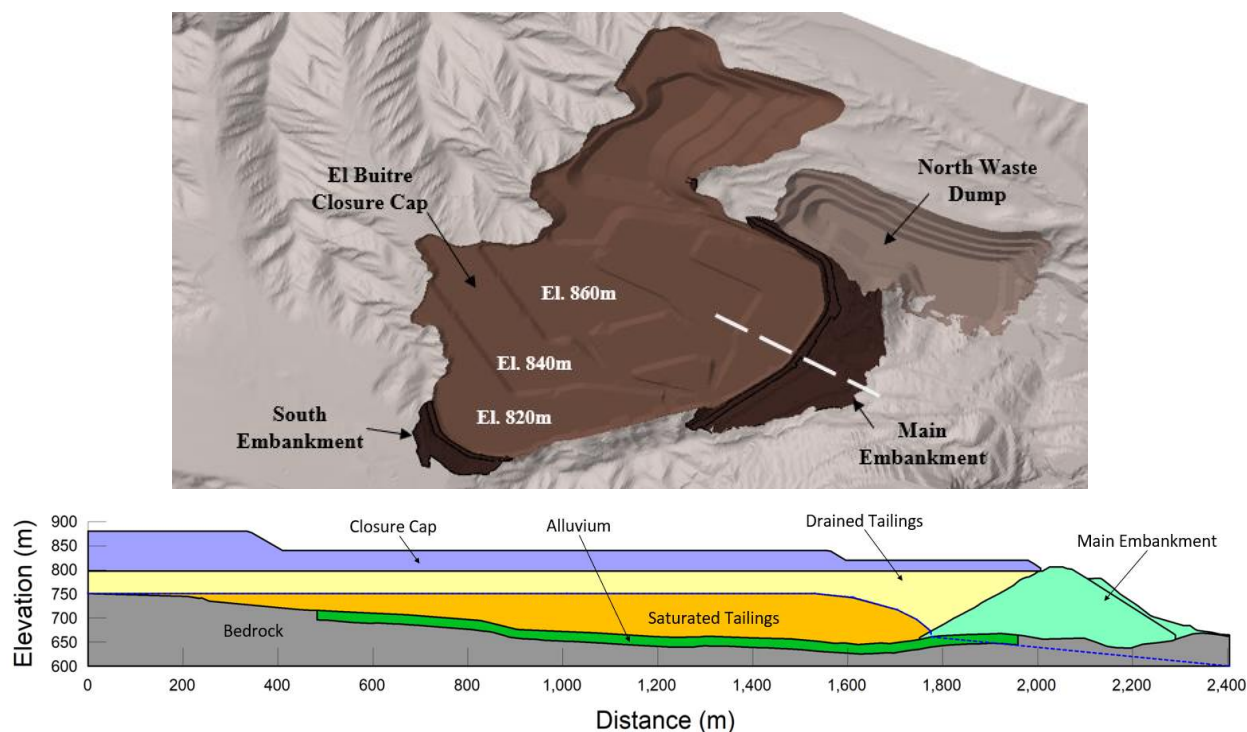 El Buitre
Closure Cap
North Waste
Dump
El. 860m
El. 840m
El. 820m
South
Embankment
Main
Embankment
Elevation (m)
900
850
800
750
700
650
600
Closure Cap
Alluvium
Drained Tailings
Main Embankment
Saturated Tailings
Bedrock
0
200
400
600
800
1,000
1,200
1,400
1,600
1,800
2,000
2,200
2,400
Distance (m)